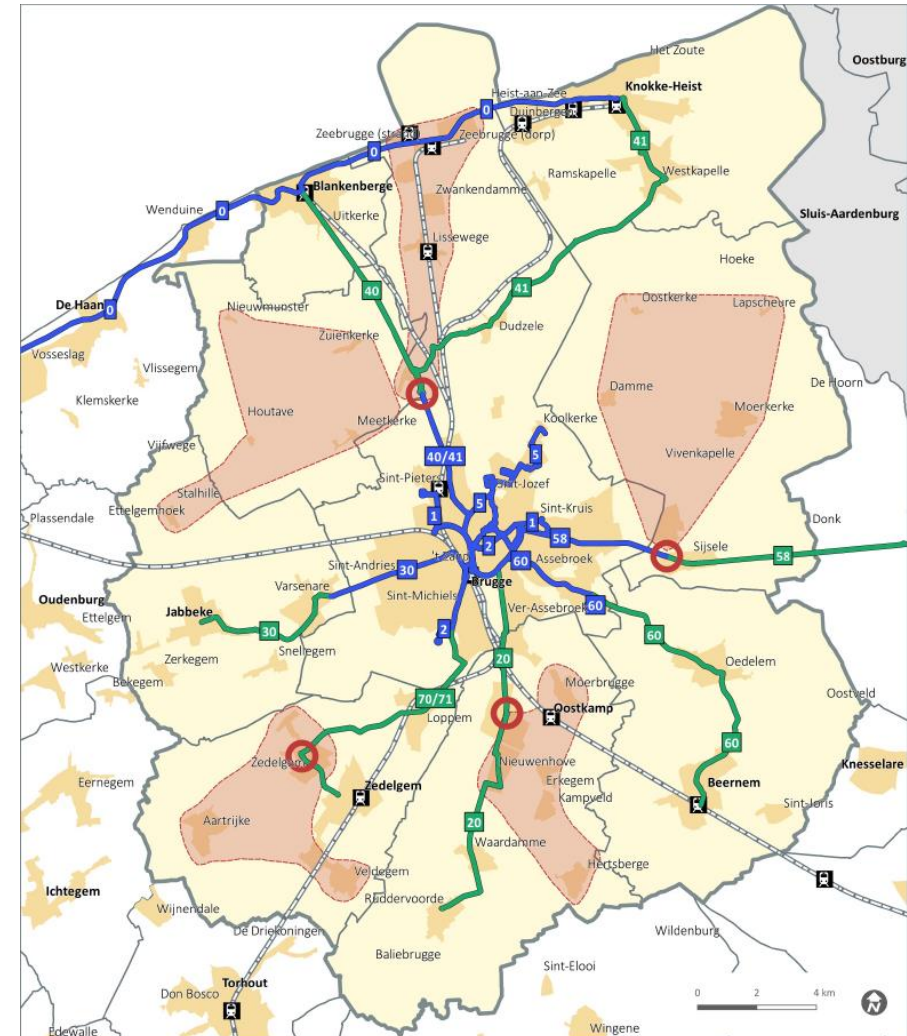 Het Zoute
Oostburg
Knokke-Heist
Heist-aan-Zee
0
Duinbergen
Zeebrugge
Zeebrugge (dorp)
41
0
Ramskapelle
Westkapelle
Blankenberge
Zwankendamme
Wenduine
0
Uitkerke
Sluis-Aardenburg
Lissewege
Hoeke
40
41
De Haan
0
Nieuwmunster
Oostkerke
Lapscheure
Zuienkerke
Dudzele
Vosseslag
Vlissegem
De Hoorn
Klemskerke
Damme
Houtave
Moerkerke
Meetkerke
Koolkerke
Vijfwege
40/41
5
Vivenkapelle
Stalhille
Sint-Pieters
Sint-Jozef
Ettelgemhoek
5
Sint-Kruis
Plassendale
1
1
Donk
58
Sijsele
't Zand
2
58
Sint-Andries
30
60
Assebroek
Varsenare
Brugge
Oudenburg
Ettelgem
Jabbeke
Sint-Michiels
Ver-Assebroek
60
30
2
60
Snellegem
20
Zerkegem
Oedelem
Westkerke
Bekegem
Moerbrugge
Oostveld
70/71
Loppem
Oostkamp
60
Zedelgem
Nieuwenhove
Knesselare
Eernegem
Zedelgem
Erkegem
Kampveld
Beernem
Sint-Joris
Aartrijke
20
Waardamme
Hertsberge
Veldegem
Ichtegem
Ruddervoorde
Wijnendale
De Driekoningen
Wildenburg
Baliebrugge
Sint-Elooi
Don Bosco
Torhout
0 2 4 km
N
Edewalle
Wingene